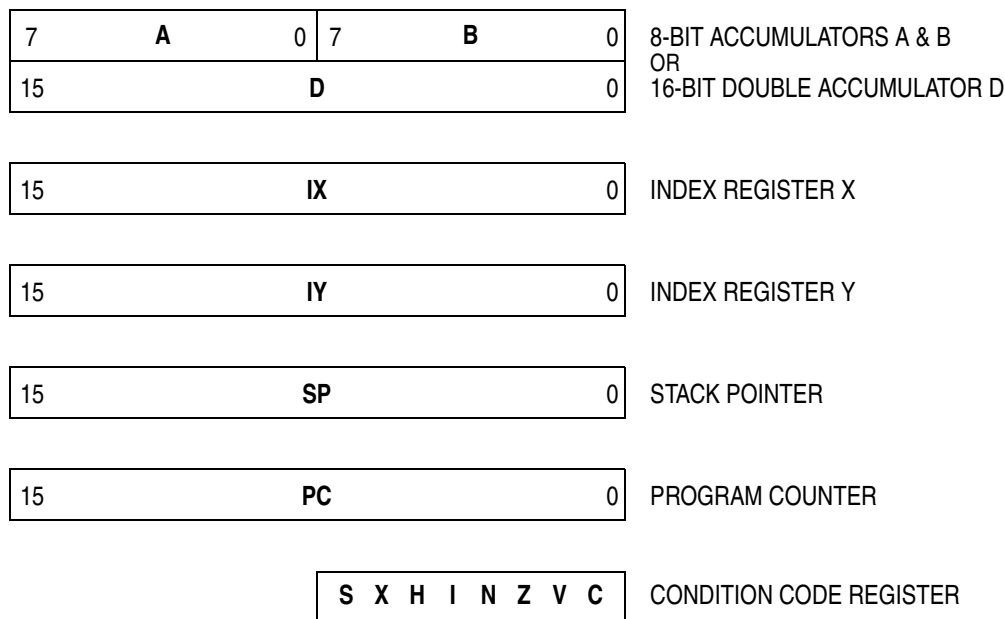 7 A 0 7 B 0 8-BIT ACCUMULATORS A & B
OR
15 D 0 16-BIT DOUBLE ACCUMULATOR D
15 IX 0 INDEX REGISTER X
15 IY 0 INDEX REGISTER Y
15 SP 0 STACK POINTER
15 PC 0 PROGRAM COUNTER
S X H I N Z V C CONDITION CODE REGISTER